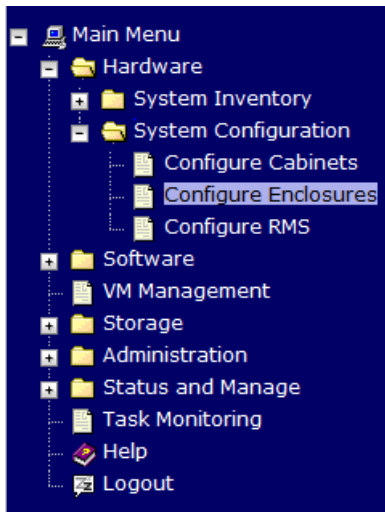 Main Menu
Hardware
System Inventory
System Configuration
Configure Cabinets
Configure Enclosures
Configure RMS
Software
VM Management
Storage
Administration
Status and Manage
Task Monitoring
Help
Logout